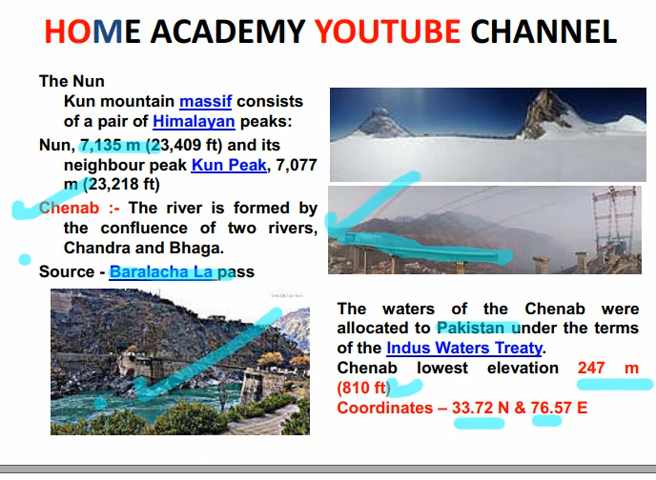 HOME ACADEMY YOUTUBE CHANNEL
The Nun
Kun mountain massif consists
of a pair of Himalayan peaks:
Nun, 7,135 m (23,409 ft) and its
neighbour peak Kun Peak, 7,077
m (23,218 ft)
Chenab :- The river is formed by
the confluence of two rivers,
Chandra and Bhaga.
Source - Baralacha La pass
The waters of the Chenab were
allocated to Pakistan under the terms
of the Indus Waters Treaty.
Chenab lowest elevation 247 m
(810 ft)
Coordinates – 33.72 N & 76.57 E